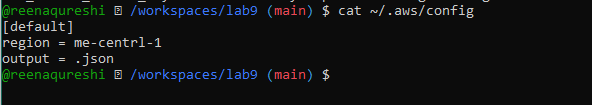 @reenaqureshi ⍰ /workspaces/lab9 (main) $ cat ~/.aws/config
[default]
region = me-centrl-1
output = .json
@reenaqureshi ⍰ /workspaces/lab9 (main) $